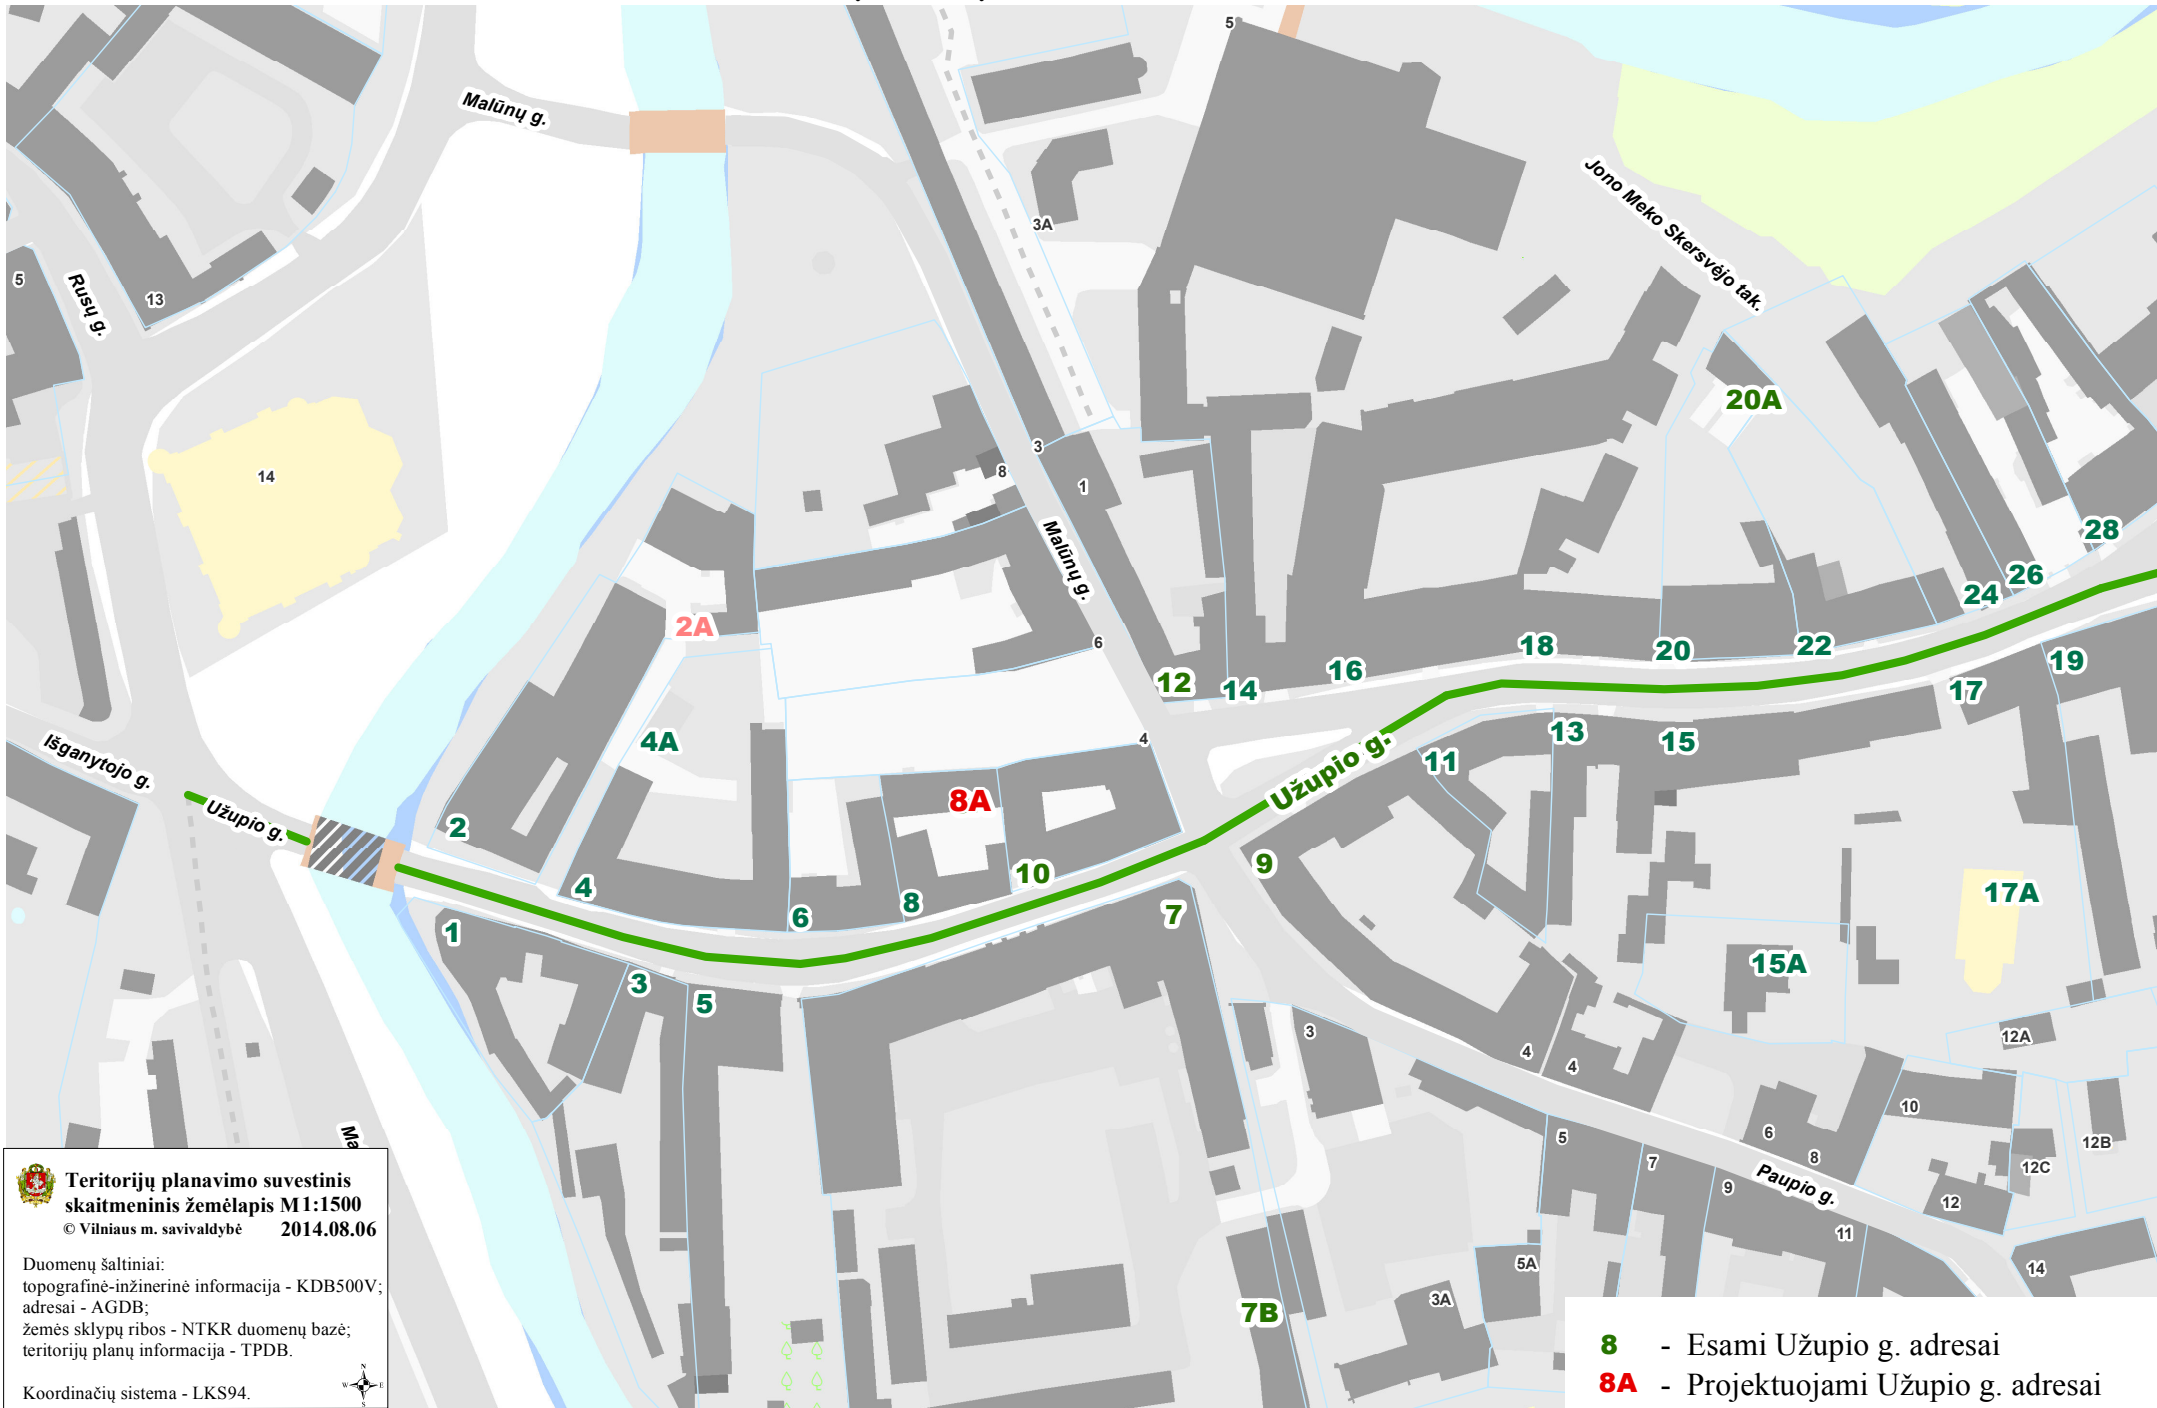 5
Malūnų g.
Jono Meko Skersvėjo tak.
3A
5
Rusų g.
13
20A
14
3
8
1
28
Malūnų g.
26
24
2A
6
18
20
22
19
12
14
16
17
4A
4
13
15
11
Išganytojo g.
Užupio g.
Užupio g.
8A
2
9
10
4
8
6
7
1
17A
15A
3
5
3
4
4
12A
10
6
8
12B
12C
5
7
9
Paupio g.
12
11
14
5A
3A
7B
Ma
Teritorijų planavimo suvestinis
skaitmeninis žemėlapis M 1:1500
© Vilniaus m. savivaldybė 2014.08.06
Duomenų šaltiniai:
topografinė-inžinerinė informacija - KDB500V;
adresai - AGDB;
žemės sklypų ribos - NTKR duomenų bazė;
teritorijų planų informacija - TPDB.
Koordinačių sistema - LKS94.
N
W E
S
8 - Esami Užupio g. adresai
8A - Projektuojami Užupio g. adresai